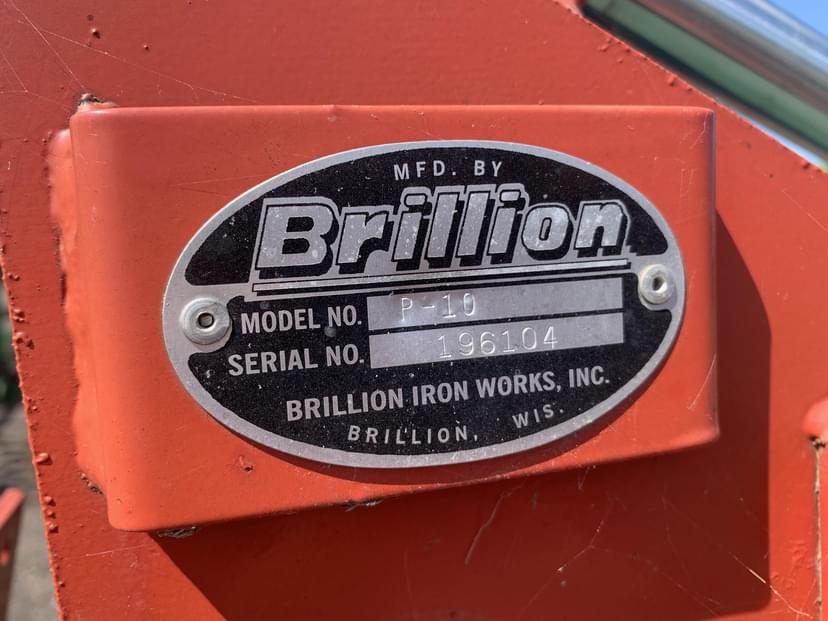 MFD. BY
Brillion
MODEL NO. P-10
SERIAL NO. 196104
BRILLION IRON WORKS, INC.
BRILLION, WIS.